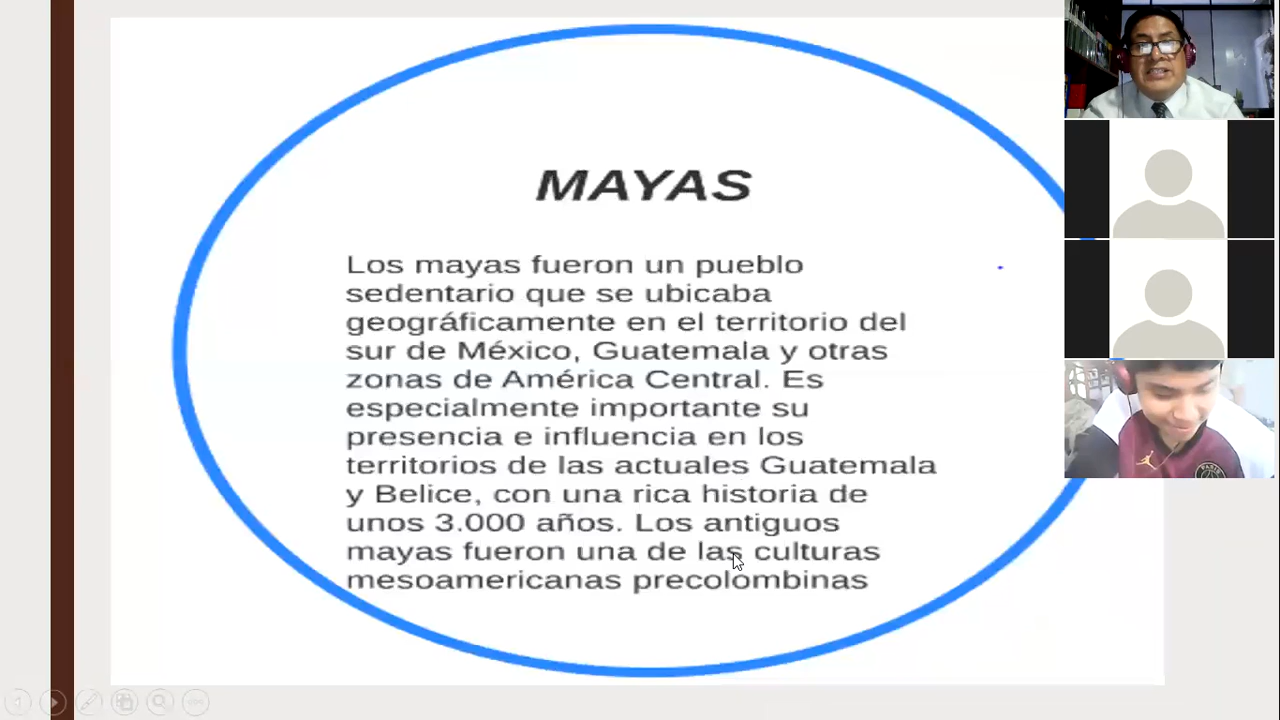 MAYAS
Los mayas fueron un pueblo
sedentario que se ubicaba
geográficamente en el territorio del
sur de México, Guatemala y otras
zonas de América Central. Es
especialmente importante su
presencia e influencia en los
territorios de las actuales Guatemala
y Belice, con una rica historia de
unos 3.000 años. Los antiguos
mayas fueron una de las culturas
mesoamericanas precolombinas
PARIS